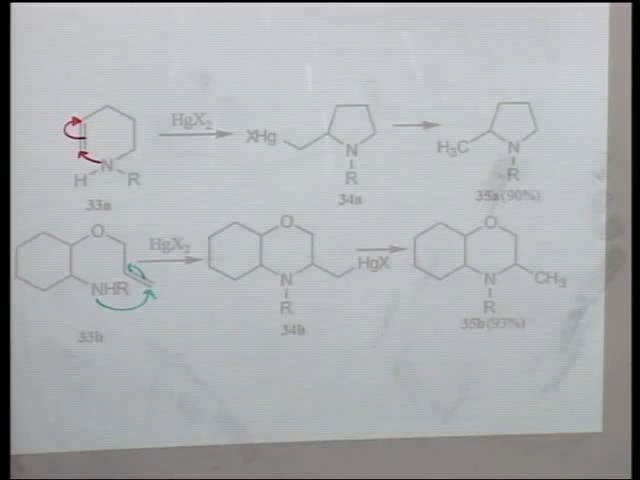 HgX2
XHg
N
R
34a
H
N
R
33a
H3C
N
R
35a (90%)
O
NHR
33b
HgX2
O
N
R
HgX
34b
O
N
R
CH3
35b (93%)